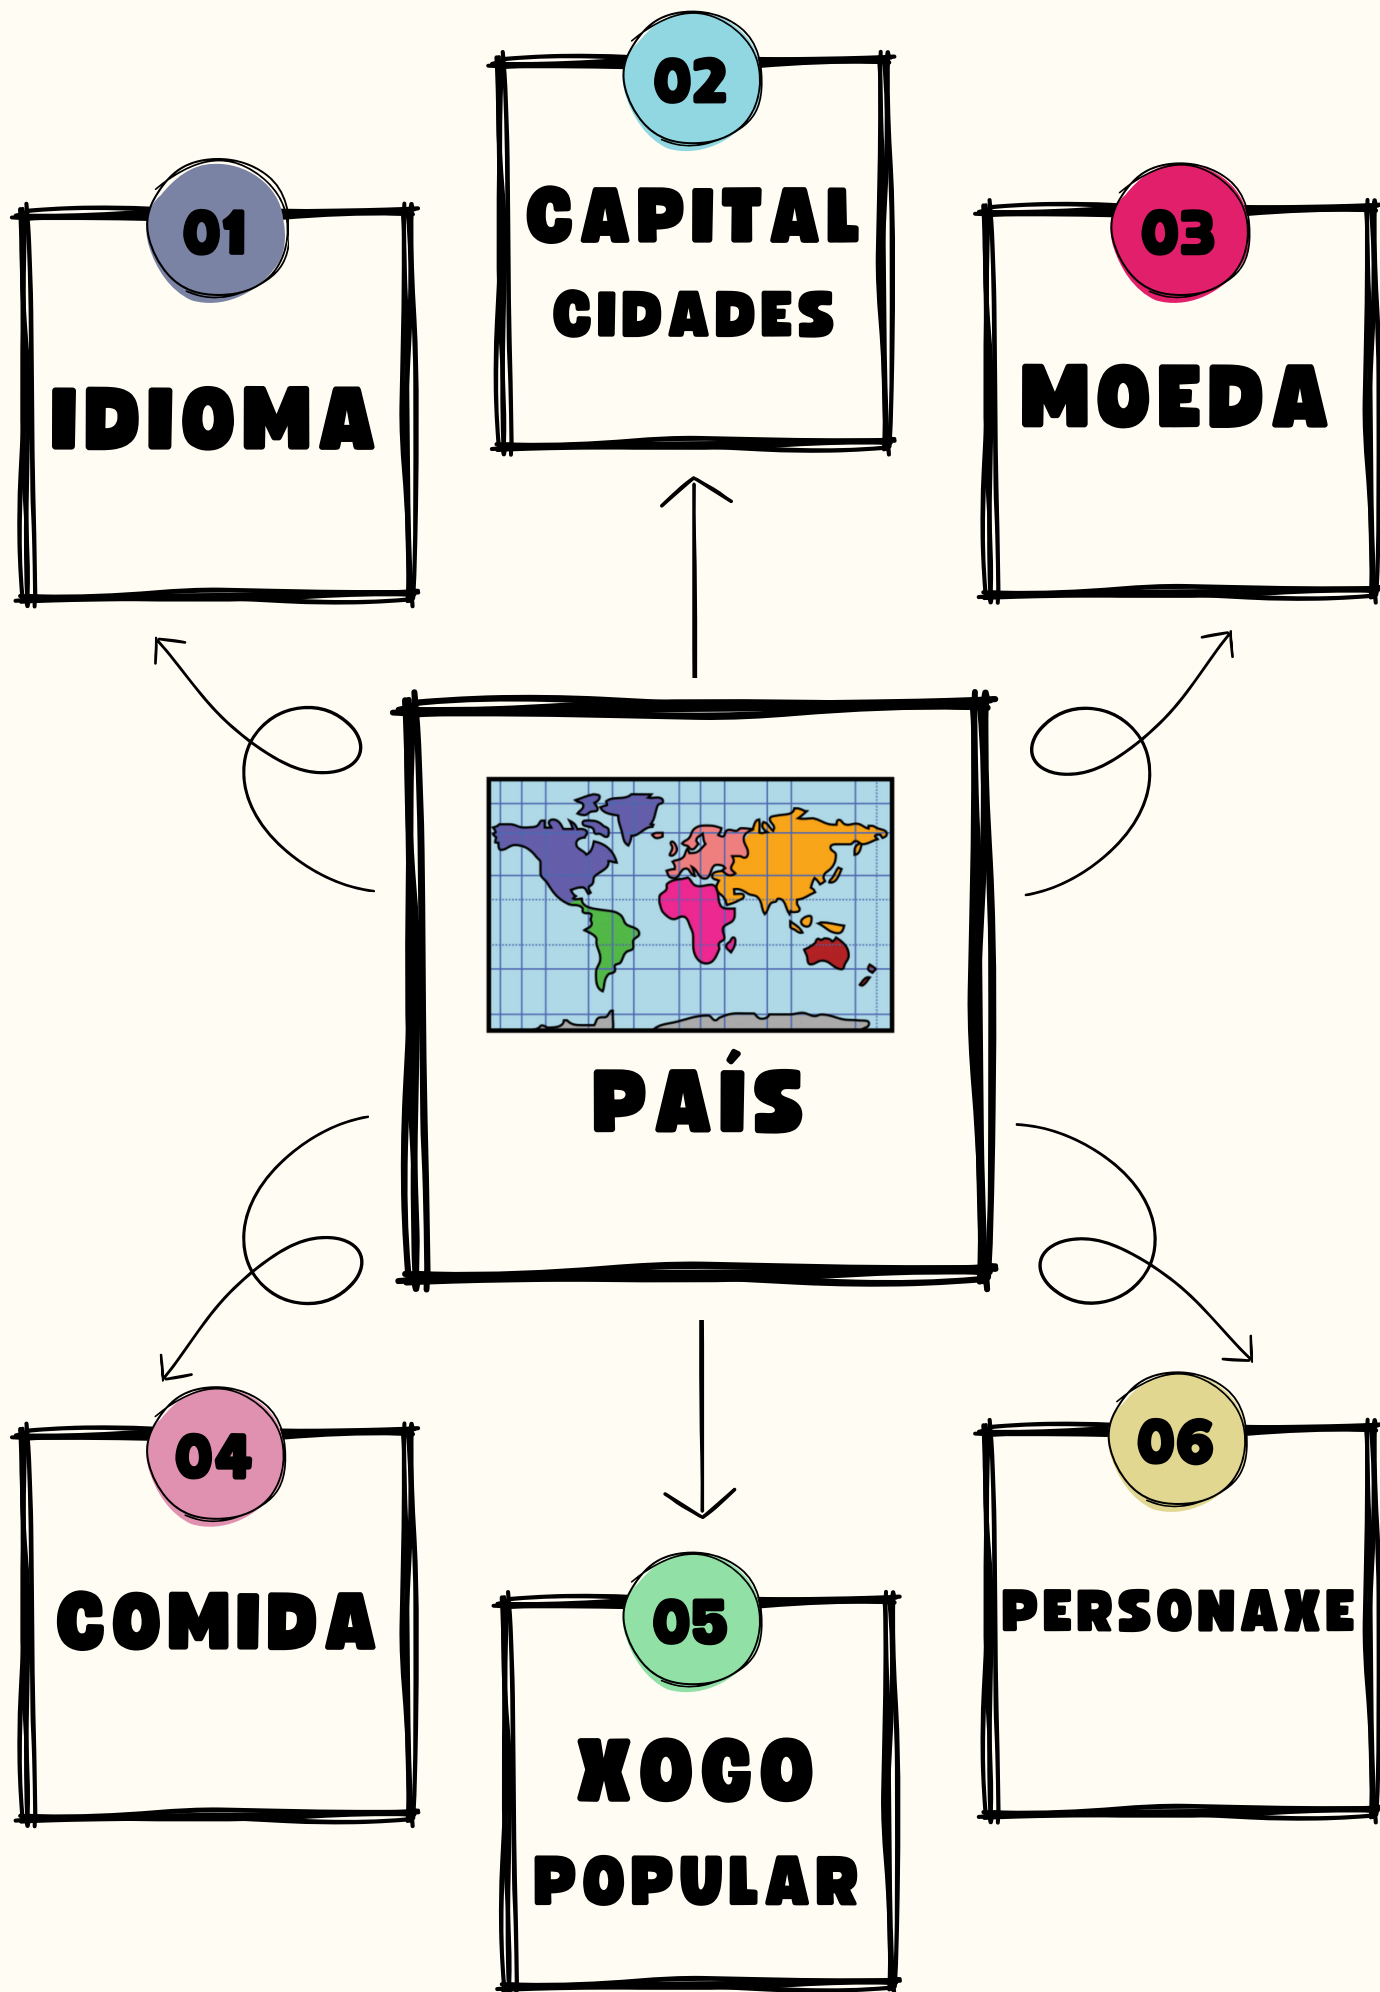 01
IDIOMA
02
CAPITAL
CIDADES
03
MOEDA
PAÍS
04
COMIDA
05
XOGO
POPULAR
06
PERSONAXE